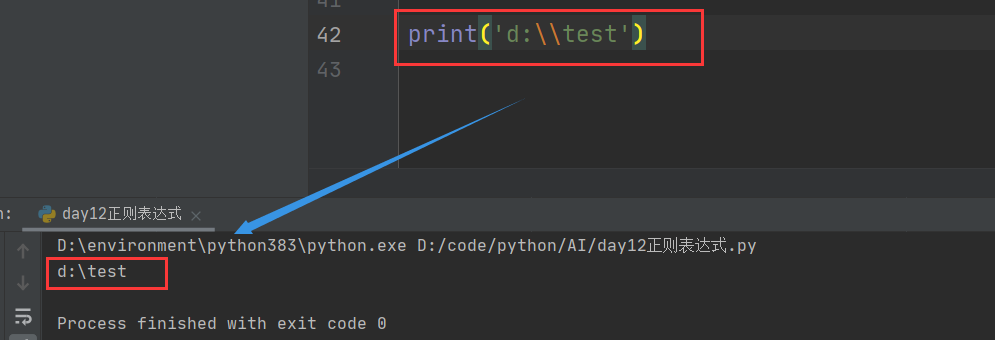 41
42 print('d:\\test')
43
n: day12正则表达式
D:\environment\python383\python.exe D:/code/python/AI/day12正则表达式.py
d:\test
Process finished with exit code 0